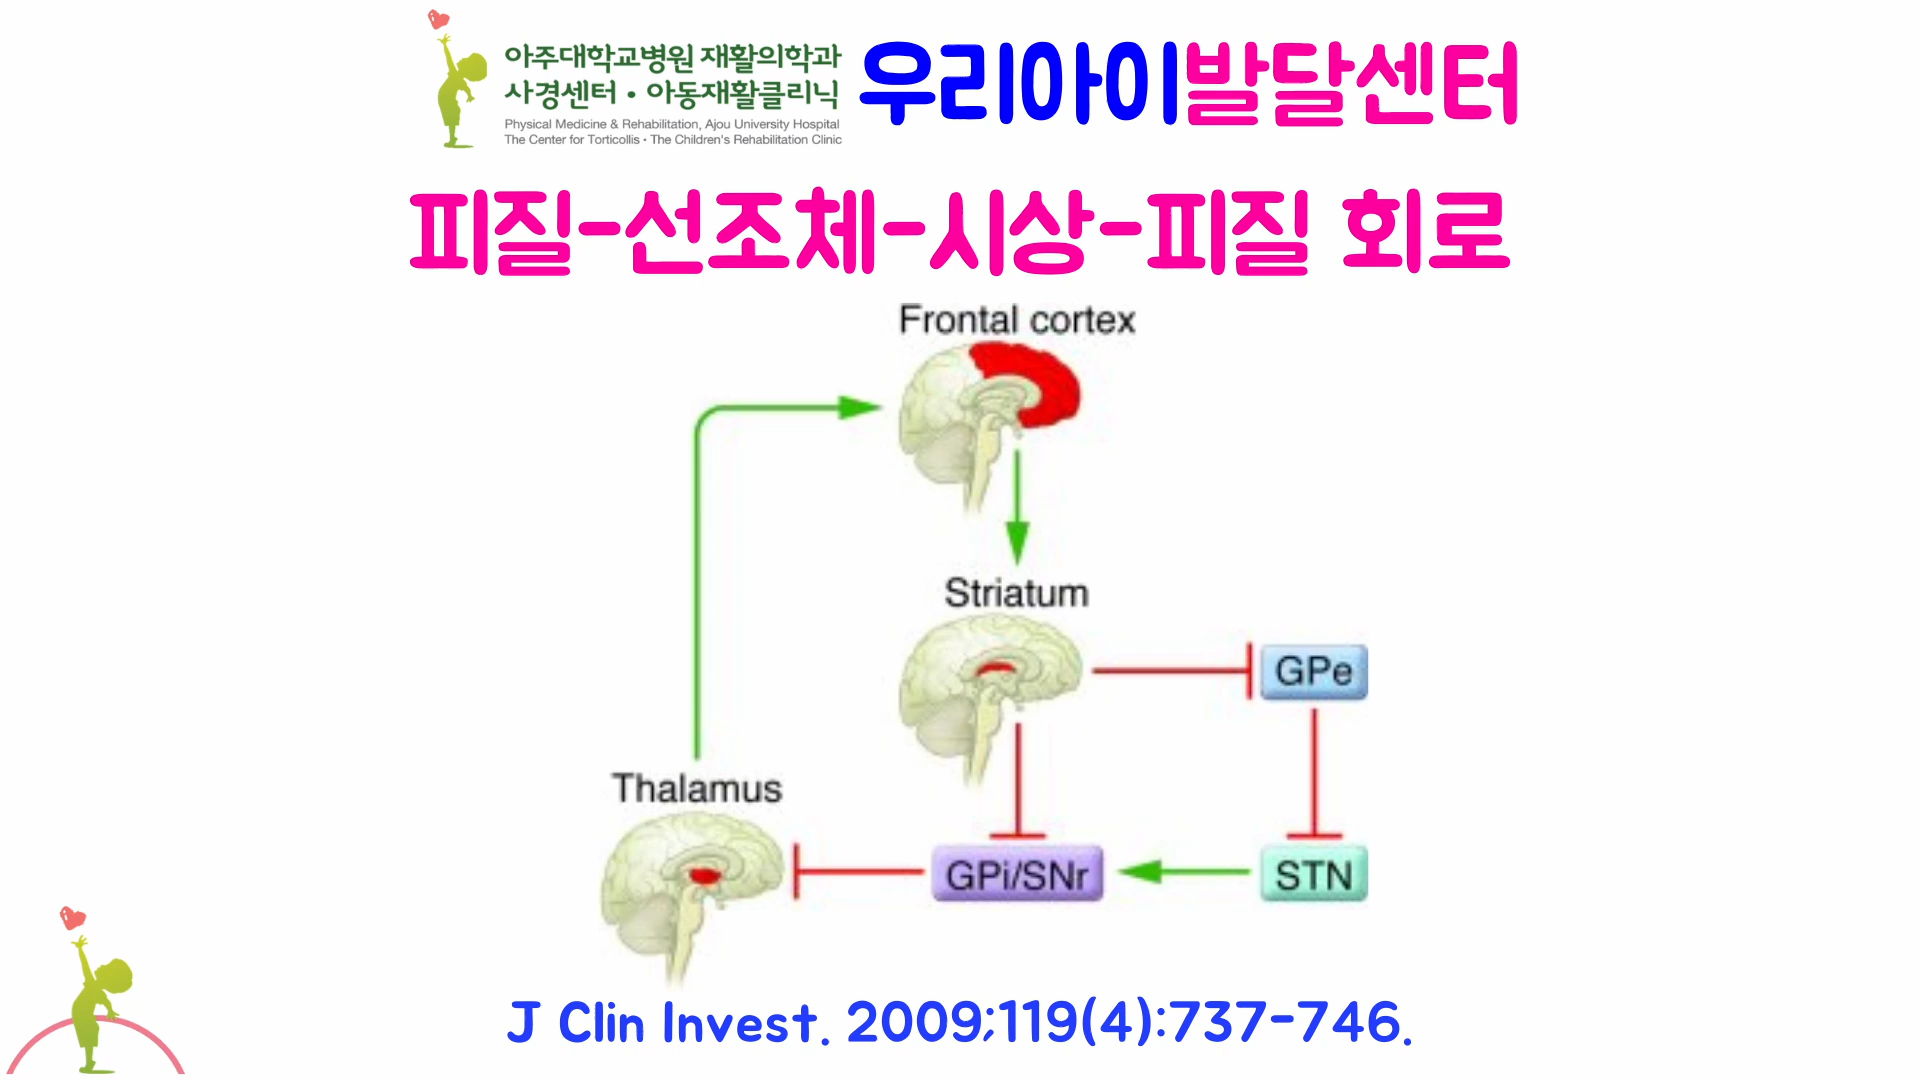 아주대학교병원 재활의학과
사경센터 • 아동재활클리닉
Physical Medicine & Rehabilitation, Ajou University Hospital
The Center for Torticollis • The Children's Rehabilitation Clinic
우리아이발달센터
피질-선조체-시상-피질 회로
Frontal cortex
Striatum
GPe
Thalamus
GPi/SNr
STN
J Clin Invest. 2009;119(4):737-746.